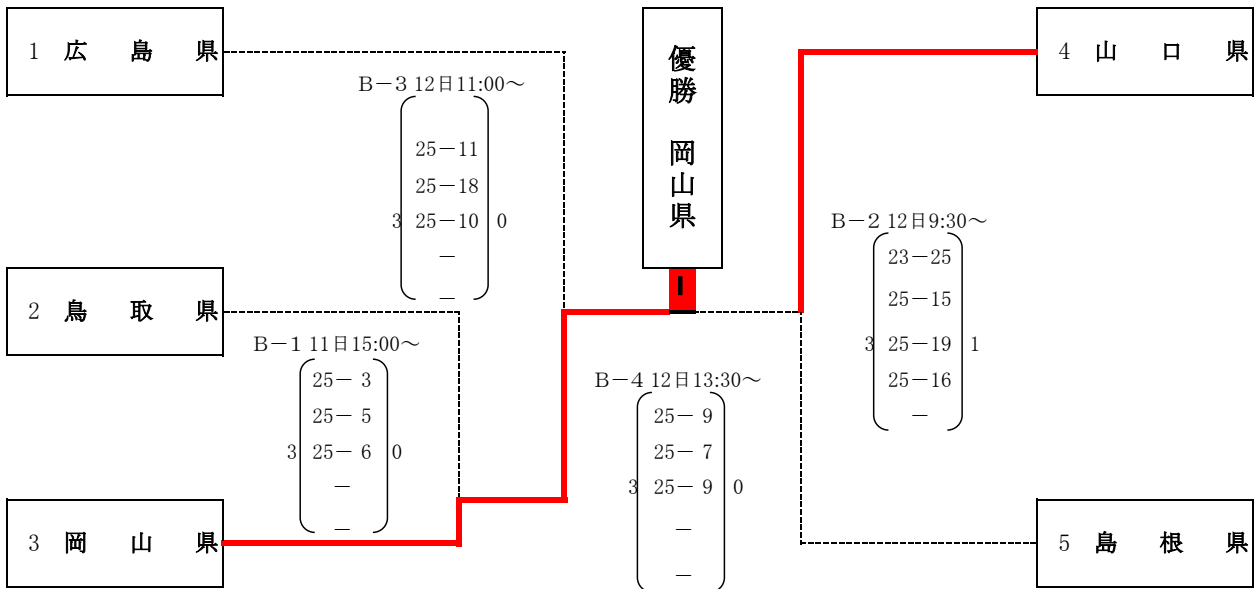 1 広 島 県
B－3 12日11:00～
25－11
25－18
3 25－10 0
－
－
2 鳥 取 県
B－1 11日15:00～
25－ 3
25－ 5
3 25－ 6 0
－
－
3 岡 山 県
優勝 岡山県
B－4 12日13:30～
25－ 9
25－ 7
3 25－ 9 0
－
－
4 山 口 県
B－2 12日9:30～
23－25
25－15
3 25－19 1
25－16
－
5 島 根 県